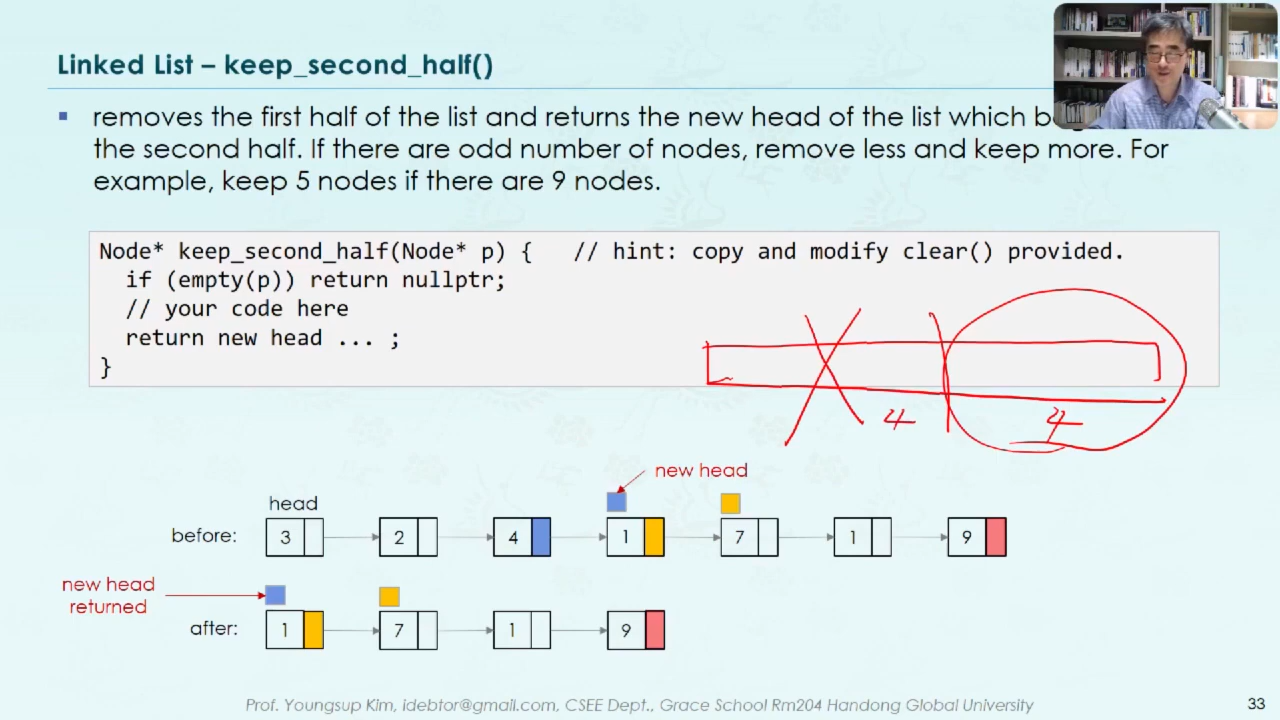 Linked List – keep_second_half()
▪ removes the first half of the list and returns the new head of the list which
the second half. If there are odd number of nodes, remove less and keep more. For
example, keep 5 nodes if there are 9 nodes.
Node* keep_second_half(Node* p) { // hint: copy and modify clear() provided.
if (empty(p)) return nullptr;
// your code here
return new head ... ;
}
4 4
new head
head
before: 3 2 4 1 7 1 9
new head
returned
after: 1 7 1 9
Prof. Youngsup Kim, idebtor@gmail.com, CSEE Dept., Grace School Rm204 Handong Global University
33